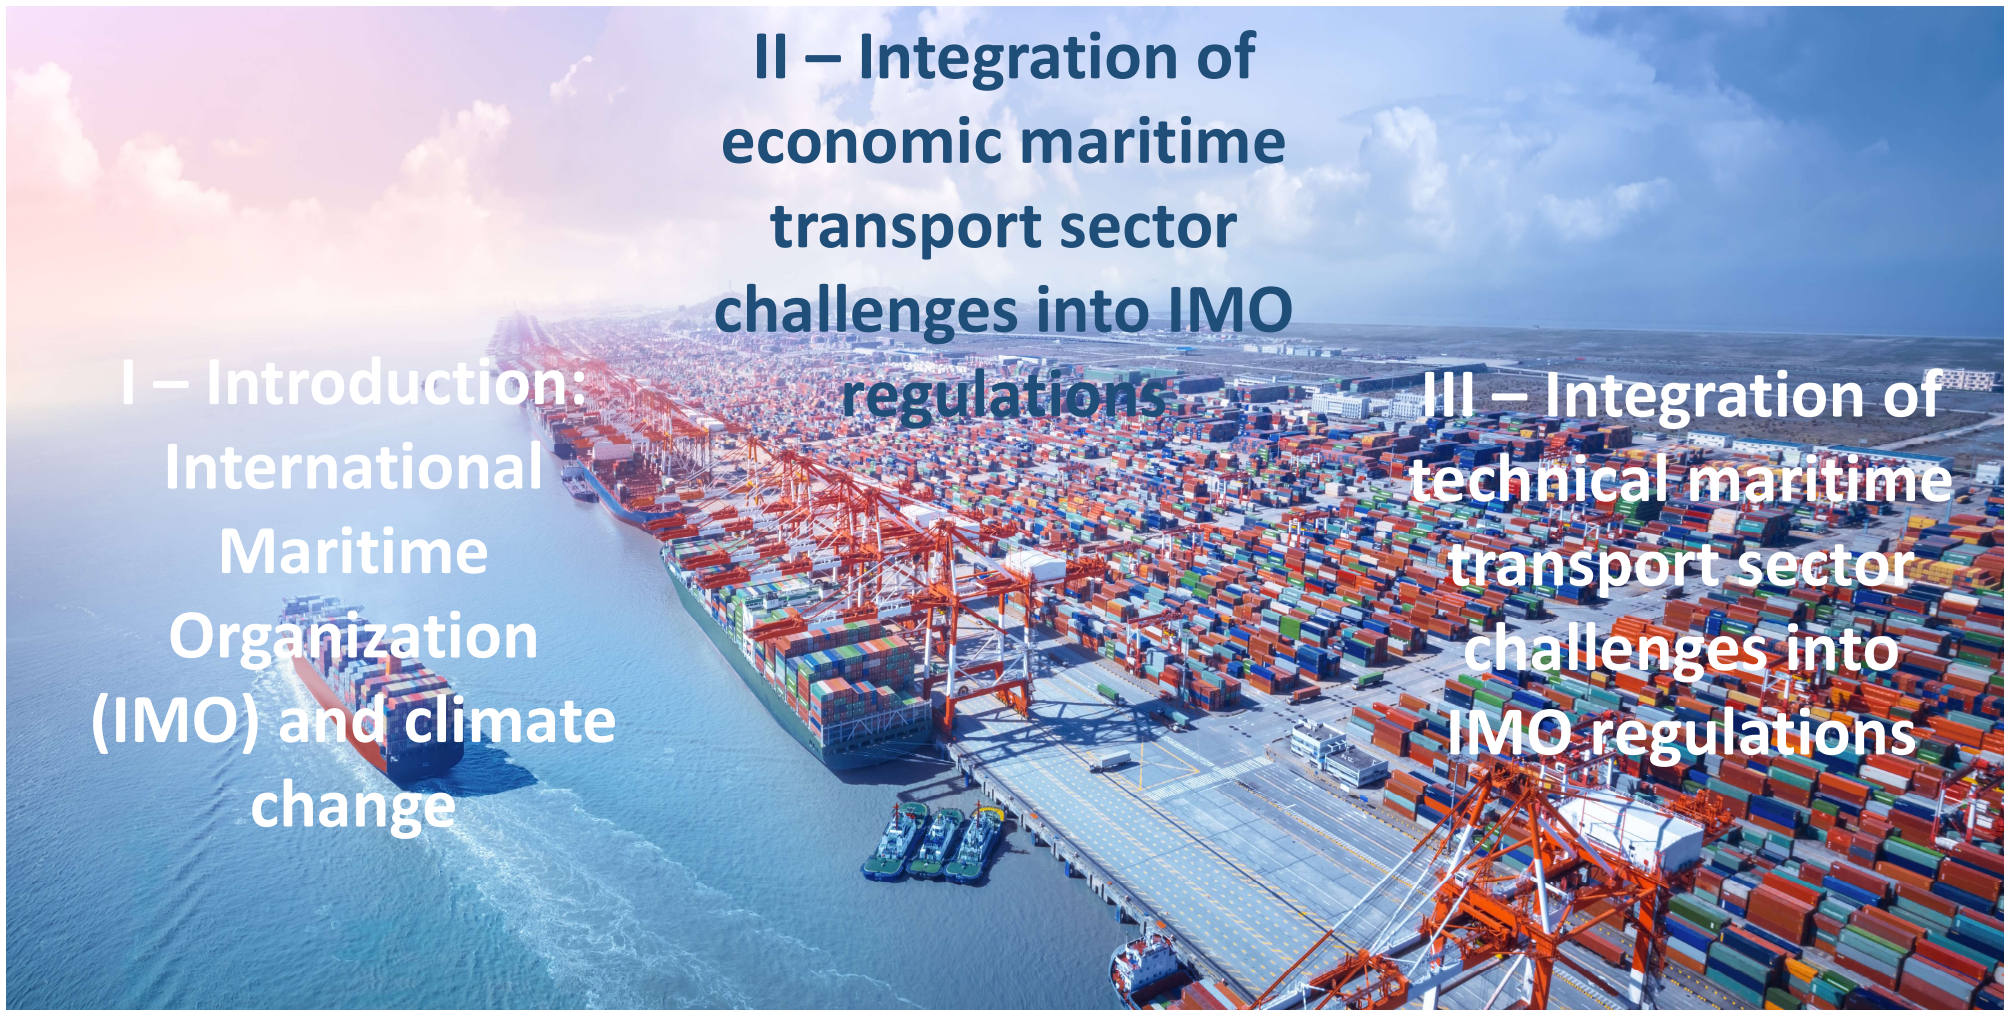 I – Introduction:
International
Maritime
Organization
(IMO) and climate
change
II – Integration of
economic maritime
transport sector
challenges into IMO
regulations
III – Integration of
technical maritime
transport sector
challenges into
IMO regulations